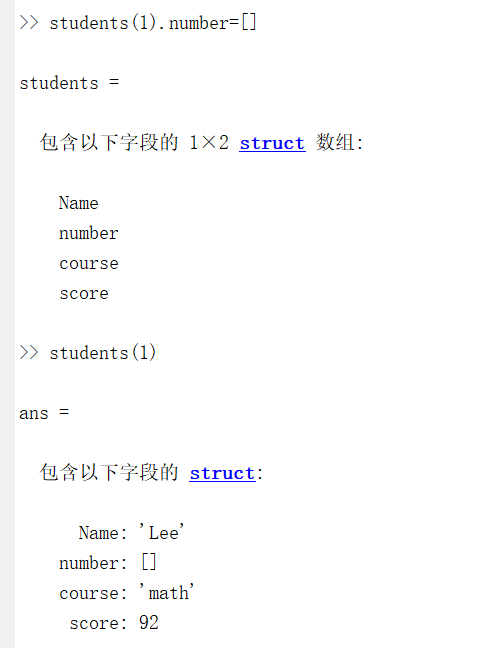 >> students(1).number=[]
students =
包含以下字段的 1×2 struct 数组:
Name
number
course
score
>> students(1)
ans =
包含以下字段的 struct:
Name: 'Lee'
number: []
course: 'math'
score: 92